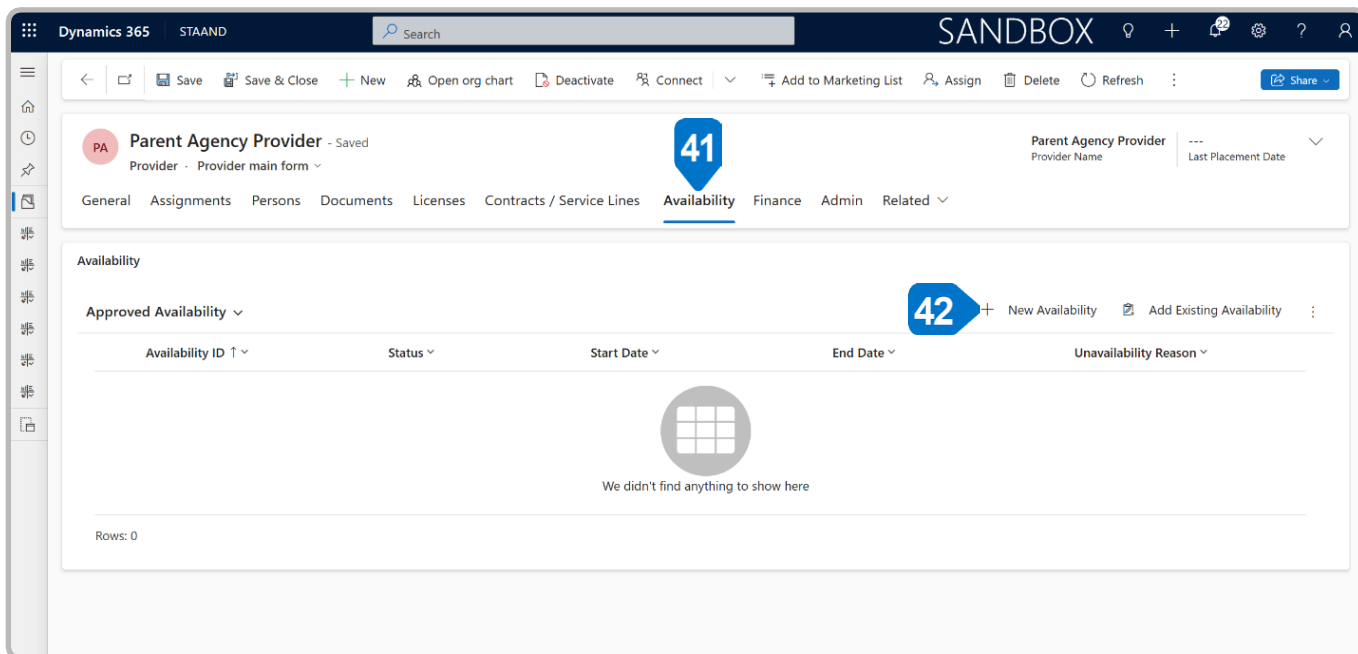 Dynamics 365 STAAND Search SANDBOX 22
Save Save & Close New Open org chart Deactivate Connect Add to Marketing List Assign Delete Refresh Share
PA Parent Agency Provider - Saved
Provider · Provider main form
Parent Agency Provider
Provider Name
---
Last Placement Date
41
General Assignments Persons Documents Licenses Contracts / Service Lines Availability Finance Admin Related
Availability
Approved Availability 42 New Availability Add Existing Availability
Availability ID Status Start Date End Date Unavailability Reason
We didn't find anything to show here
Rows: 0